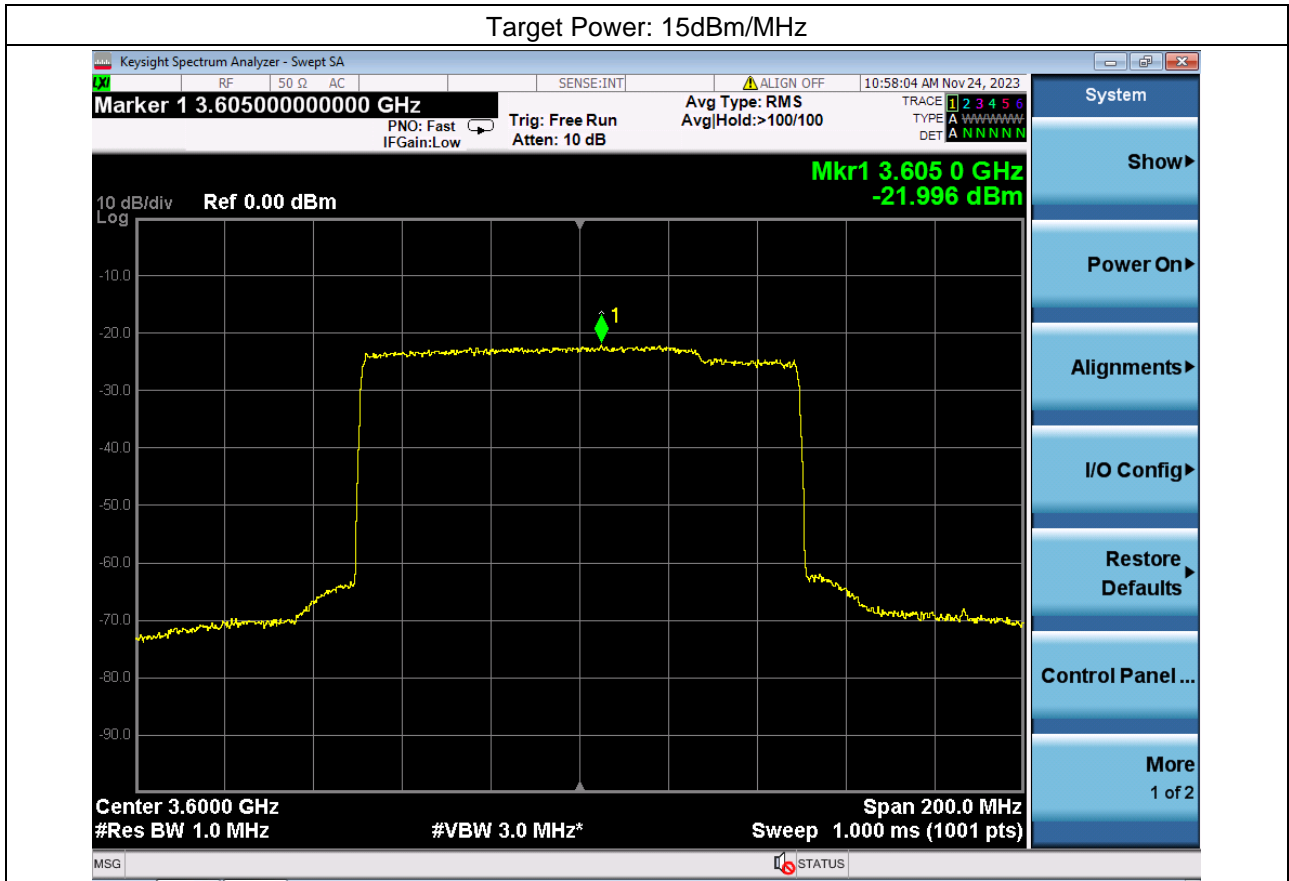 Target Power: 15dBm/MHz
Keysight Spectrum Analyzer - Swept SA
LXI RF 50 Ω AC SENSE:INT ALIGN OFF 10:58:04 AM Nov 24, 2023
Marker 1 3.605000000000 GHz
PNO: Fast
IFGain:Low
Trig: Free Run
Atten: 10 dB
Avg Type: RMS
Avg|Hold:>100/100
TRACE 1 2 3 4 5 6
TYPE A WWWWW
DET A N N N N N
Mkr1 3.605 0 GHz
-21.996 dBm
10 dB/div
Log
Ref 0.00 dBm
1
-10.0
-20.0
-30.0
-40.0
-50.0
-60.0
-70.0
-80.0
-90.0
Center 3.6000 GHz
Span 200.0 MHz
#Res BW 1.0 MHz
#VBW 3.0 MHz*
Sweep 1.000 ms (1001 pts)
MSG
STATUS
System
Show
Power On
Alignments
I/O Config
Restore
Defaults
Control Panel ...
More
1 of 2